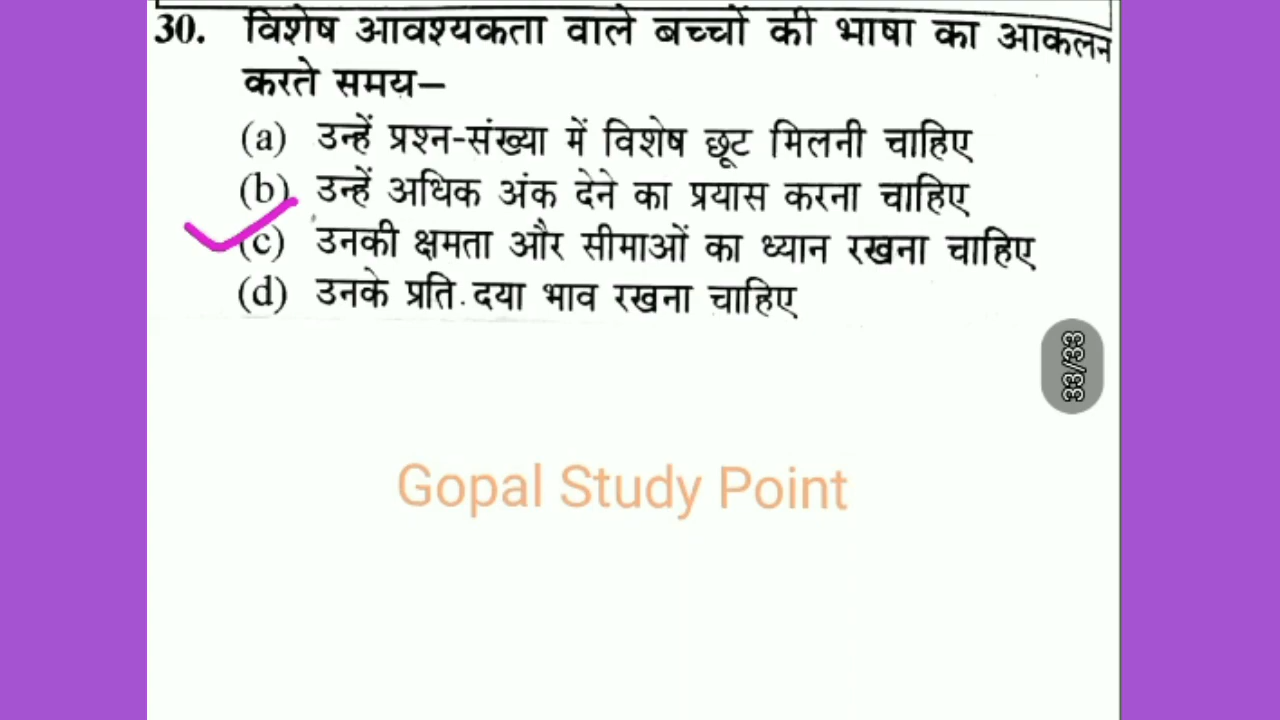 30. विशेष आवश्यकता वाले बच्चों की भाषा का आकलन
करते समय–
(a) उन्हें प्रश्न-संख्या में विशेष छूट मिलनी चाहिए
(b) उन्हें अधिक अंक देने का प्रयास करना चाहिए
(c) उनकी क्षमता और सीमाओं का ध्यान रखना चाहिए
(d) उनके प्रति दया भाव रखना चाहिए
33/33
Gopal Study Point